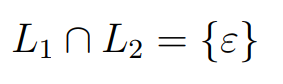 L₁ ∩ L₂ = {ε}